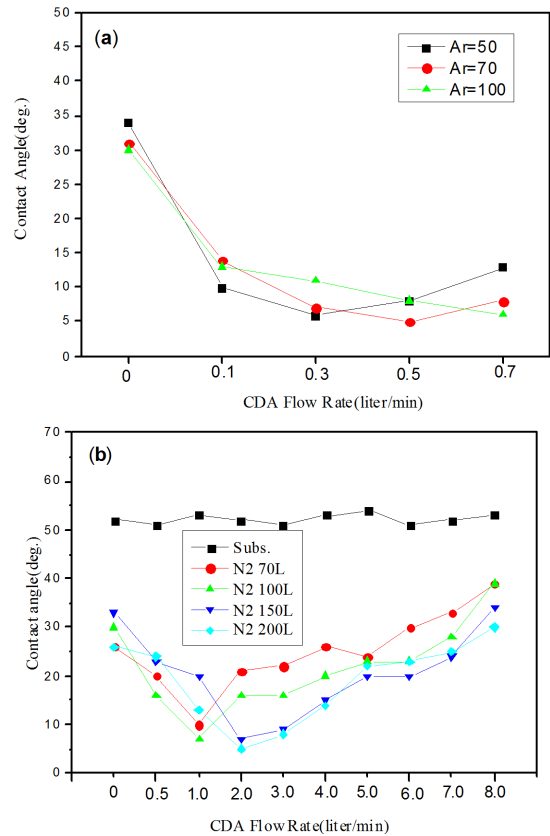 (a)
50
45
40
35
30
25
20
15
10
5
0
Contact Angle(deg.)
Ar=50
Ar=70
Ar=100
0 0.1 0.3 0.5 0.7
CDA Flow Rate(liter/min)
(b)
70
60
50
40
30
20
10
0
Contact angle(deg.)
Subs.
N2 70L
N2 100L
N2 150L
N2 200L
0 0.5 1.0 2.0 3.0 4.0 5.0 6.0 7.0 8.0
CDA Flow Rate(liter/min)